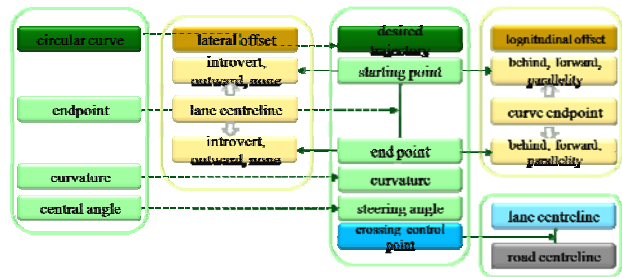 circular curve
lateral offset
desired
trajectory
lognitudinal offset
introvert,
outward, none
starting point
behind, forward,
parallelity
endpoint
lane centreline
curve endpoint
introvert,
outward, none
end point
behind, forward,
parallelity
curvature
curvature
central angle
steering angle
lane centreline
crossing control
point
road centreline